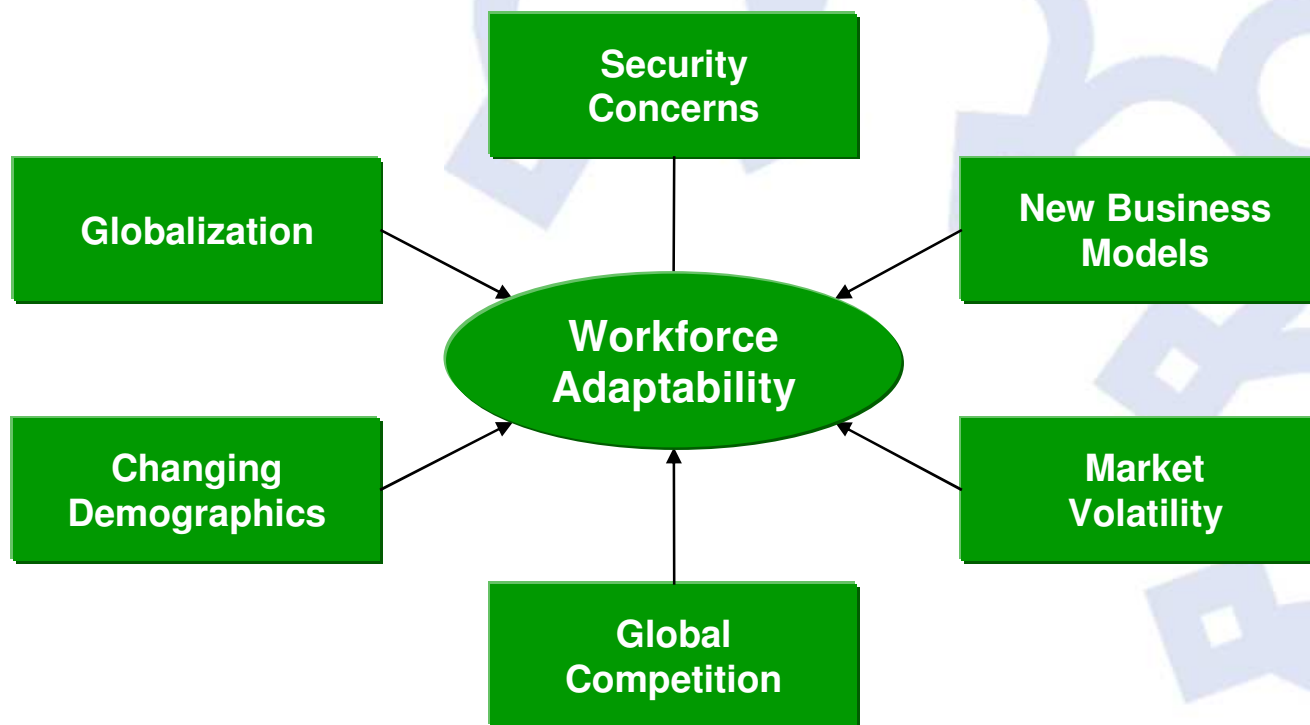 Security
Concerns
Globalization
New Business
Models
Workforce
Adaptability
Changing
Demographics
Market
Volatility
Global
Competition